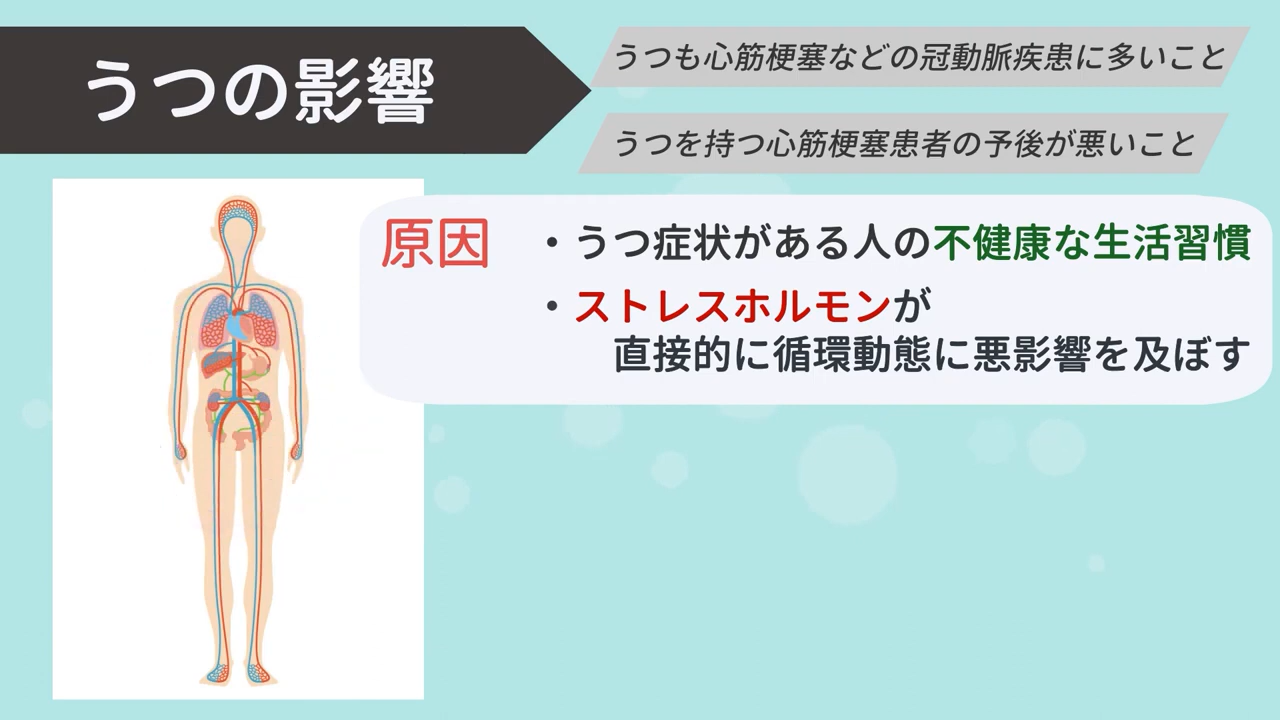 うつの影響
うつも心筋梗塞などの冠動脈疾患に多いこと
うつを持つ心筋梗塞患者の予後が悪いこと
原因
・うつ症状がある人の不健康な生活習慣
・ストレスホルモンが
直接的に循環動態に悪影響を及ぼす